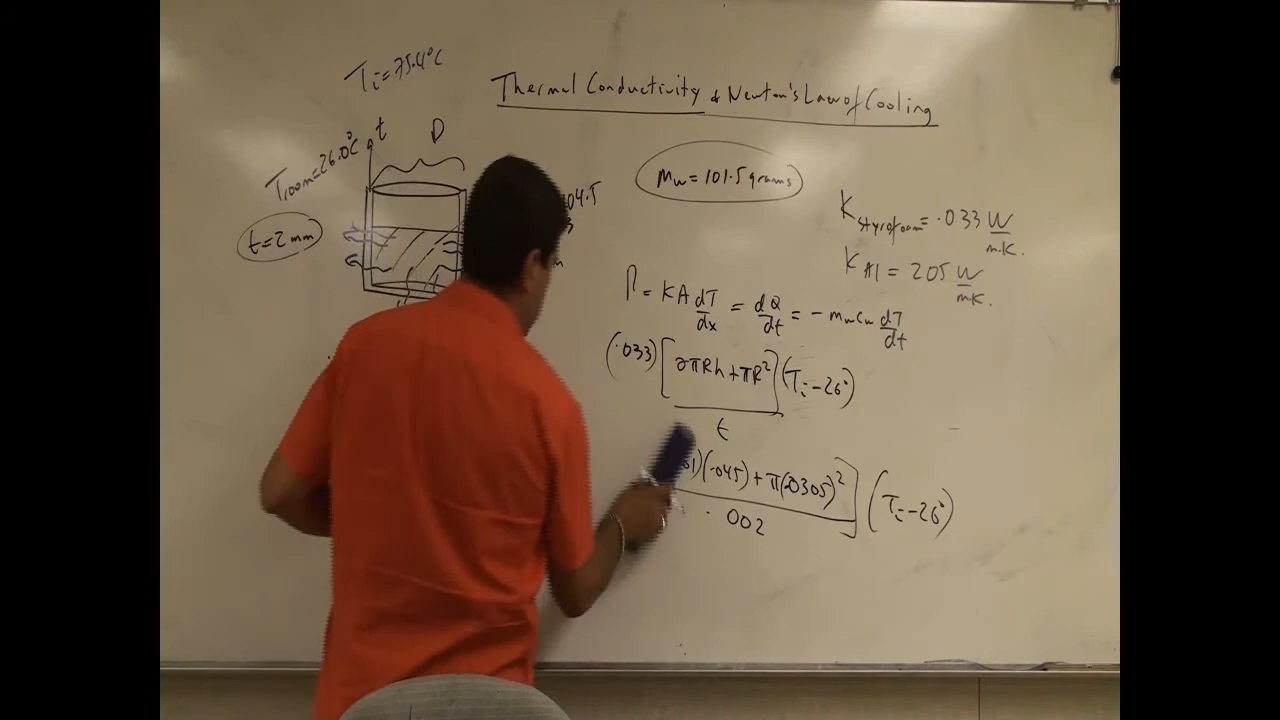 Ti=75.4°C
Thermal Conductivity & Newton's Law of Cooling
t
D
Troom=26.0°C
mw=101.5 grams
t=2mm
04.5
Kstyrofoam=.033 W/m.K.
KAl=205 W/m.K.
P=KA dT/dx = dQ/dt = -mwcw dT/dt
(.033)[2πRh+πR²](Ti-26°)
t
)(.045)+π(.0305)²](Ti-26°)
.002